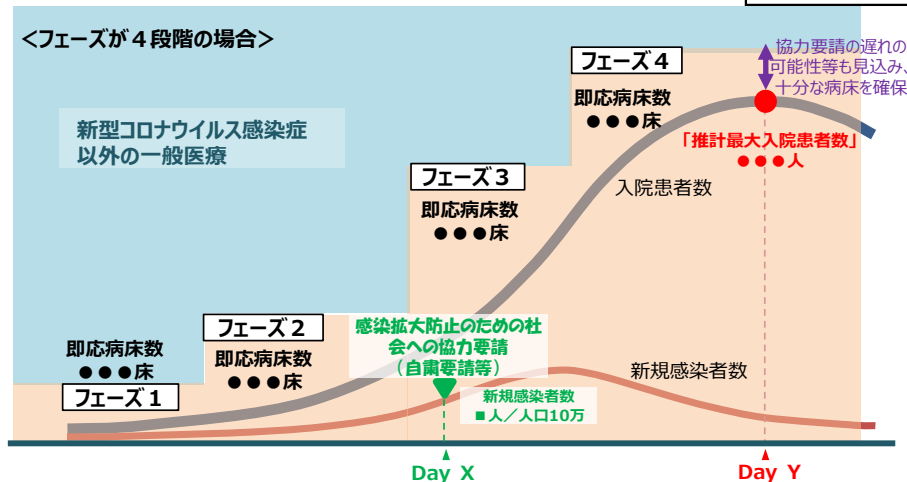 <フェーズが４段階の場合>
協力要請の遅れの
可能性等も見込み、
十分な病床を確保
フェーズ４
即応病床数
●●●床
新型コロナウイルス感染症
以外の一般医療
「推計最大入院患者数」
●●●人
フェーズ３
入院患者数
即応病床数
●●●床
フェーズ２
感染拡大防止のための社
会への協力要請
（自粛要請等）
即応病床数
●●●床
即応病床数
●●●床
新規感染者数
フェーズ１
新規感染者数
■人／人口10万
Day X
Day Y